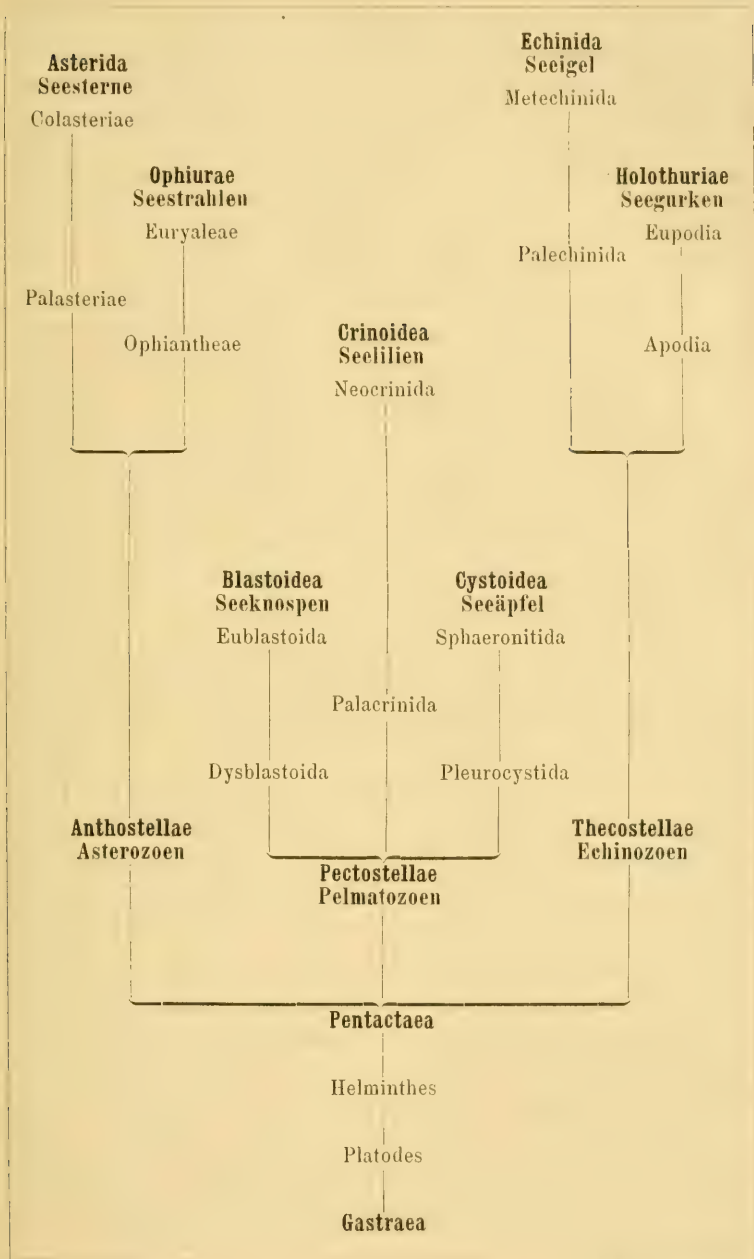 Asterida
Seesterne
Colasteriae
Ophiurae
Seestrahlen
Euryaleae
Palasteriae
Ophiantheae
Echinida
Seeigel
Metechinida
Holothuriae
Seegurken
Eupodia
Palechinida
Apodia
Crinoidea
Seelilien
Neocrinida
Blastoidea
Seeknospen
Eublastoida
Cystoidea
Seeäpfel
Sphaeronitida
Palacrinida
Dysblastoida
Pleurocystida
Anthostellae
Asterozoen
Thecostellae
Echinozoen
Pectostellae
Pelmatozoen
Pentactaea
Helminthes
Platodes
Gastraea